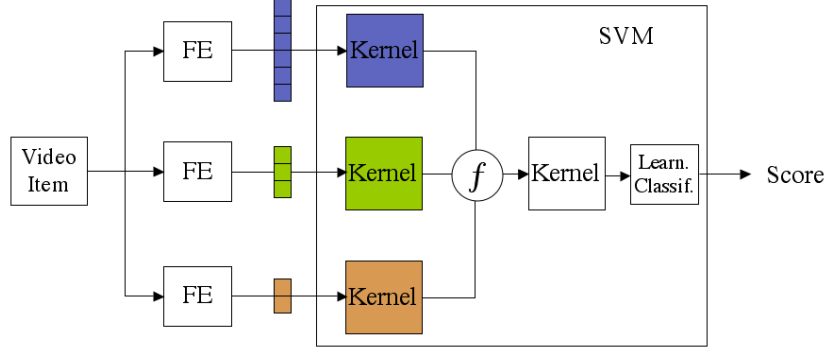 SVM
FE
Kernel
Video
Item
FE
Kernel
f
Kernel
Learn.
Classif.
Score
FE
Kernel